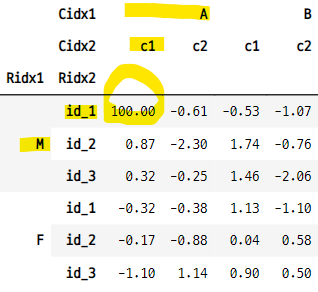 Cidx1 A B
Cidx2 c1 c2 c1 c2
Ridx1 Ridx2
id_1 100.00 -0.61 -0.53 -1.07
M id_2 0.87 -2.30 1.74 -0.76
id_3 0.32 -0.25 1.46 -2.06
id_1 -0.32 -0.38 1.13 -1.10
F id_2 -0.17 -0.88 0.04 0.58
id_3 -1.10 1.14 0.90 0.50